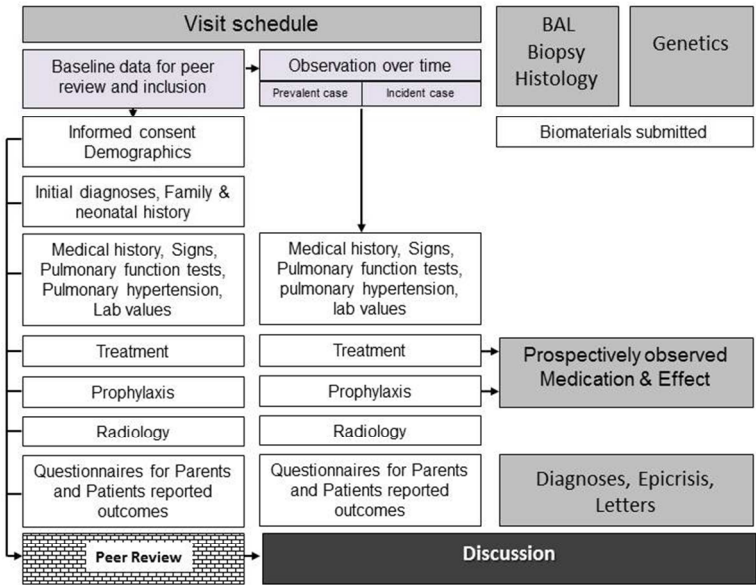 Visit schedule
BAL
Biopsy
Histology
Genetics
Baseline data for peer
review and inclusion
Observation over time
Prevalent case
Incident case
Biomaterials submitted
Informed consent
Demographics
Initial diagnoses, Family &
neonatal history
Medical history, Signs,
Pulmonary function tests,
Pulmonary hypertension,
Lab values
Medical history, Signs,
Pulmonary function tests,
pulmonary hypertension,
lab values
Treatment
Treatment
Prospectively observed
Medication & Effect
Prophylaxis
Prophylaxis
Radiology
Radiology
Questionnaires for Parents
and Patients reported
outcomes
Questionnaires for Parents
and Patients reported
outcomes
Diagnoses, Epicrisis,
Letters
Peer Review
Discussion